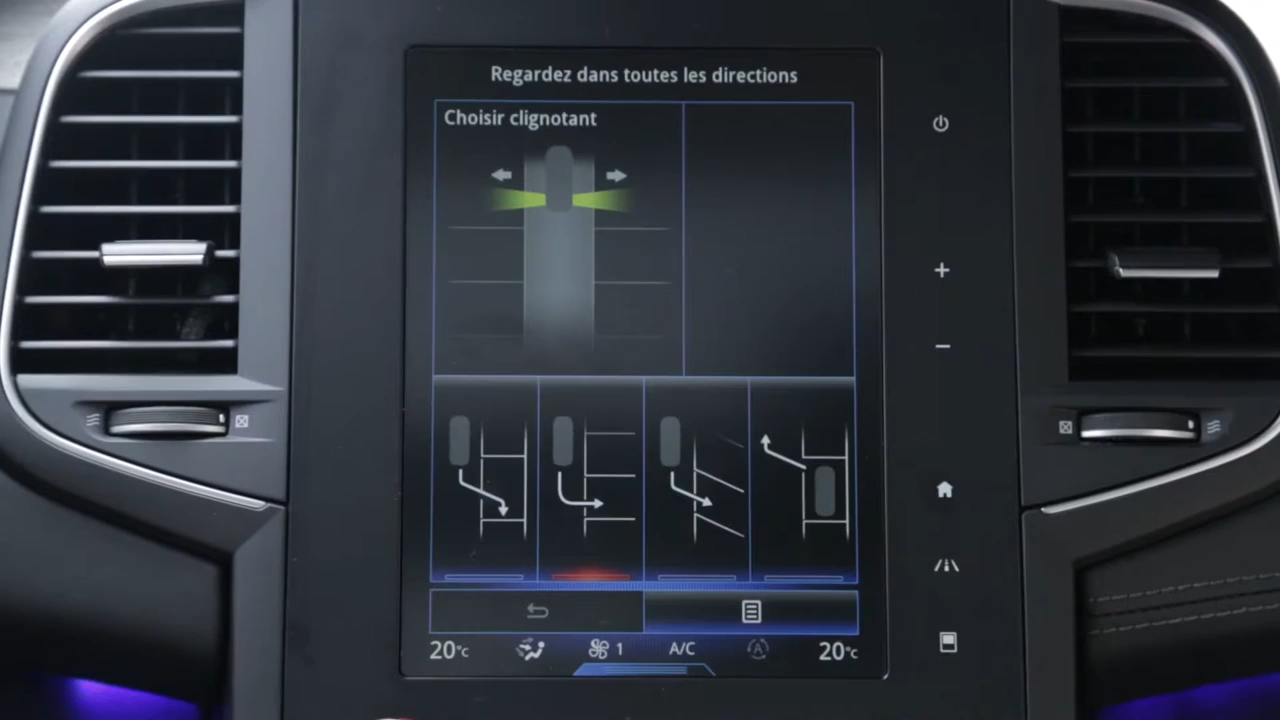 Regardez dans toutes les directions
Choisir clignotant
20°c 1 A/C A 20°c